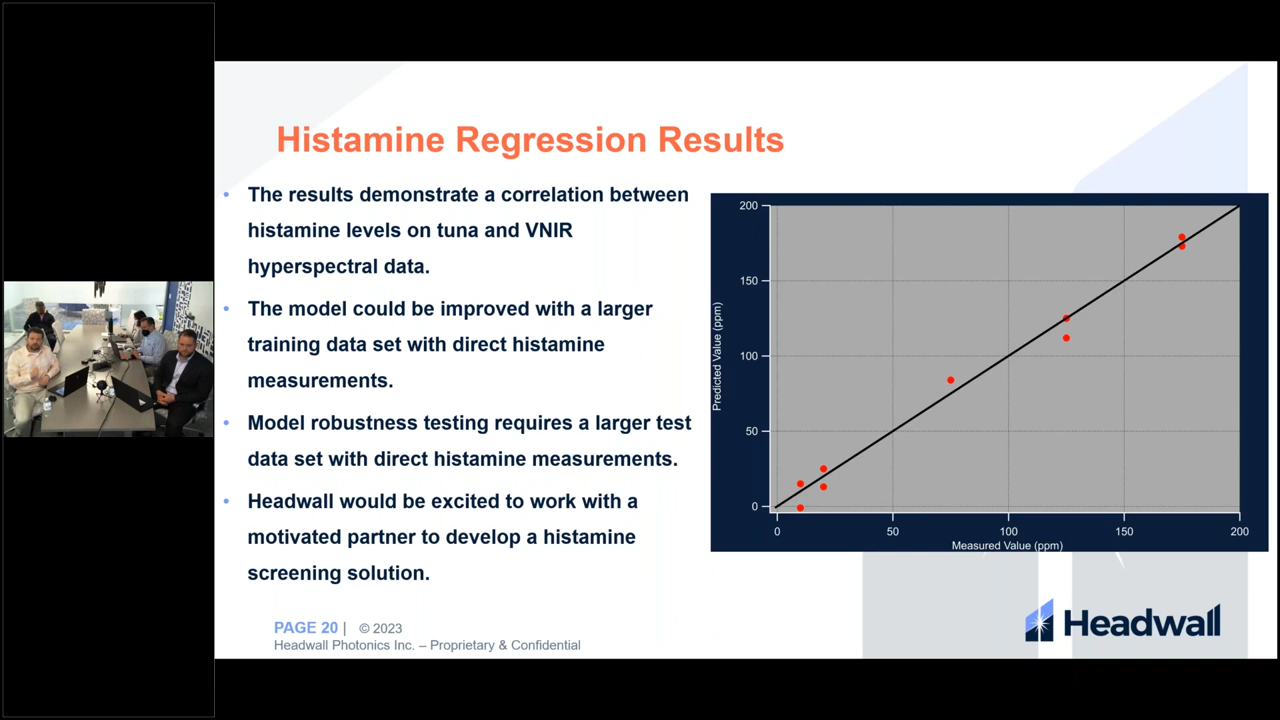 Histamine Regression Results
• The results demonstrate a correlation between
histamine levels on tuna and VNIR
hyperspectral data.
• The model could be improved with a larger
training data set with direct histamine
measurements.
• Model robustness testing requires a larger test
data set with direct histamine measurements.
• Headwall would be excited to work with a
motivated partner to develop a histamine
screening solution.
Predicted Value (ppm)
200
150
100
50
0
0 50 100 150 200
Measured Value (ppm)
PAGE 20 | © 2023
Headwall Photonics Inc. – Proprietary & Confidential
Headwall